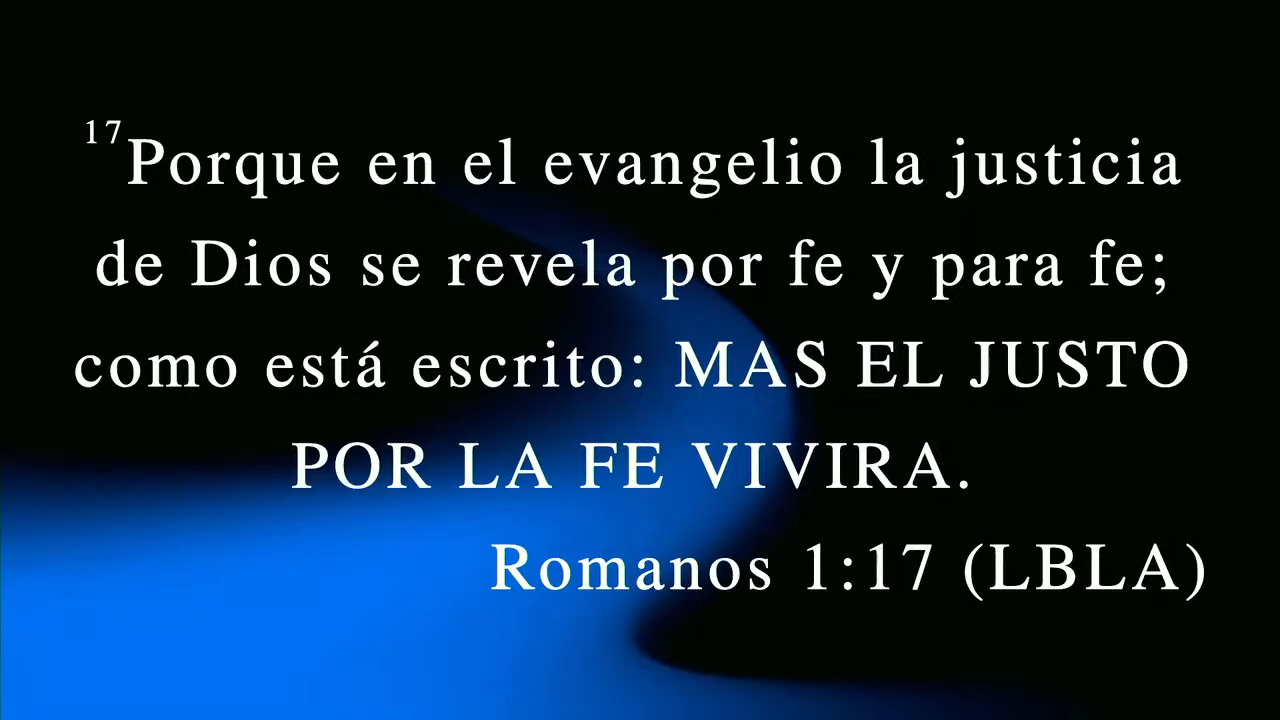 17Porque en el evangelio la justicia
de Dios se revela por fe y para fe;
como está escrito: MAS EL JUSTO
POR LA FE VIVIRA.
Romanos 1:17 (LBLA)